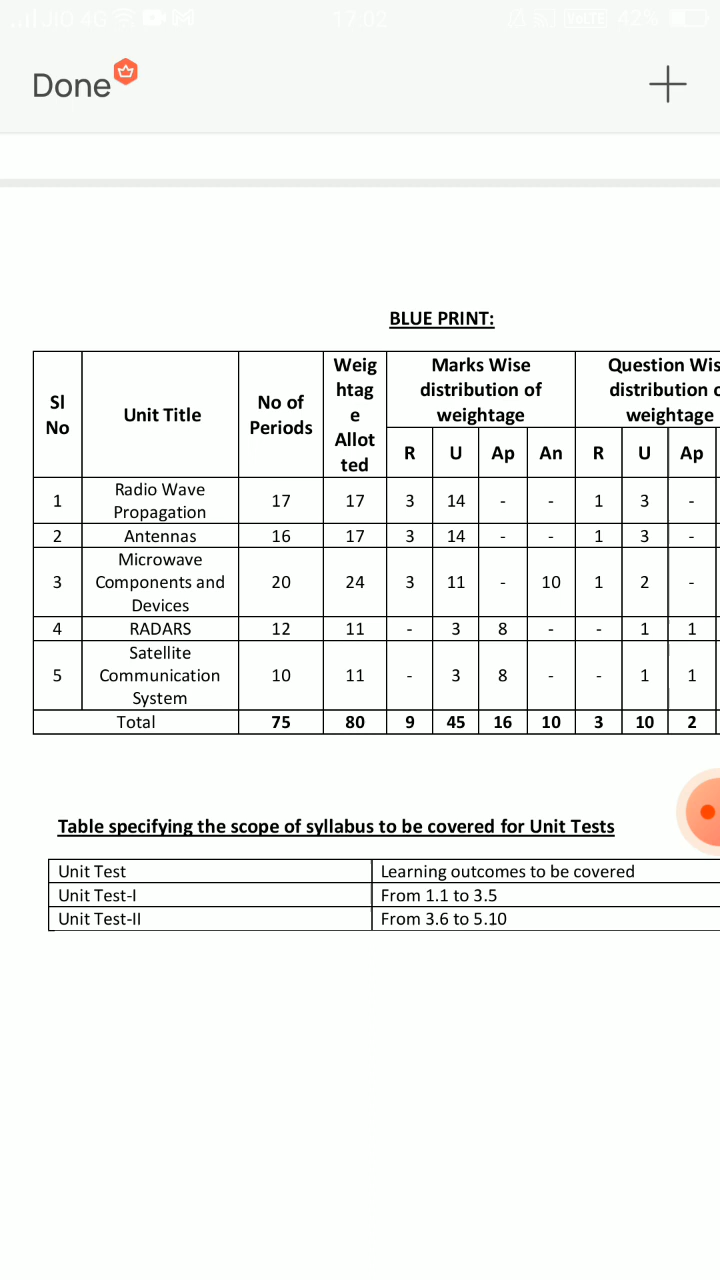 JIO 4G 17:02 VoLTE 42%
Done
BLUE PRINT:
Sl No Unit Title No of Periods Weightage Allotted Marks Wise distribution of weightage Question Wis distribution weightage
R U Ap An R U Ap
1 Radio Wave Propagation 17 17 3 14 - - 1 3 -
2 Antennas 16 17 3 14 - - 1 3 -
3 Microwave Components and Devices 20 24 3 11 - 10 1 2 -
4 RADARS 12 11 - 3 8 - - 1 1
5 Satellite Communication System 10 11 - 3 8 - - 1 1
Total 75 80 9 45 16 10 3 10 2
Table specifying the scope of syllabus to be covered for Unit Tests
Unit Test Learning outcomes to be covered
Unit Test-I From 1.1 to 3.5
Unit Test-II From 3.6 to 5.10